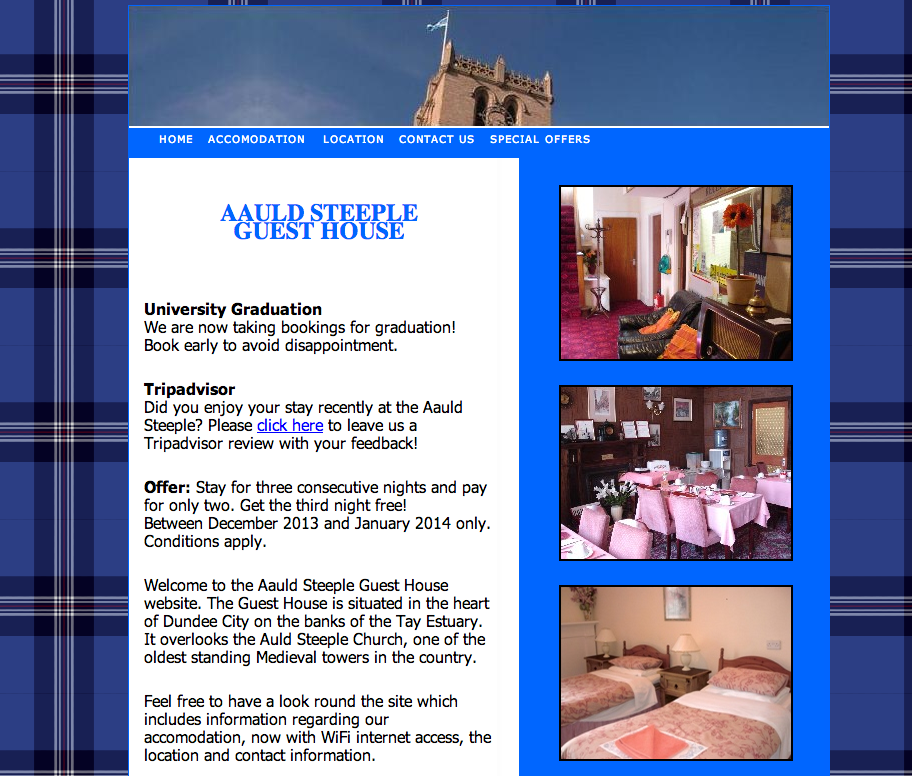 HOME ACCOMODATION LOCATION CONTACT US SPECIAL OFFERS
AAULD STEEPLE
GUEST HOUSE
University Graduation
We are now taking bookings for graduation!
Book early to avoid disappointment.
Tripadvisor
Did you enjoy your stay recently at the Aauld
Steeple? Please click here to leave us a
Tripadvisor review with your feedback!
Offer: Stay for three consecutive nights and pay
for only two. Get the third night free!
Between December 2013 and January 2014 only.
Conditions apply.
Welcome to the Aauld Steeple Guest House
website. The Guest House is situated in the heart
of Dundee City on the banks of the Tay Estuary.
It overlooks the Auld Steeple Church, one of the
oldest standing Medieval towers in the country.
Feel free to have a look round the site which
includes information regarding our
accomodation, now with WiFi internet access, the
location and contact information.